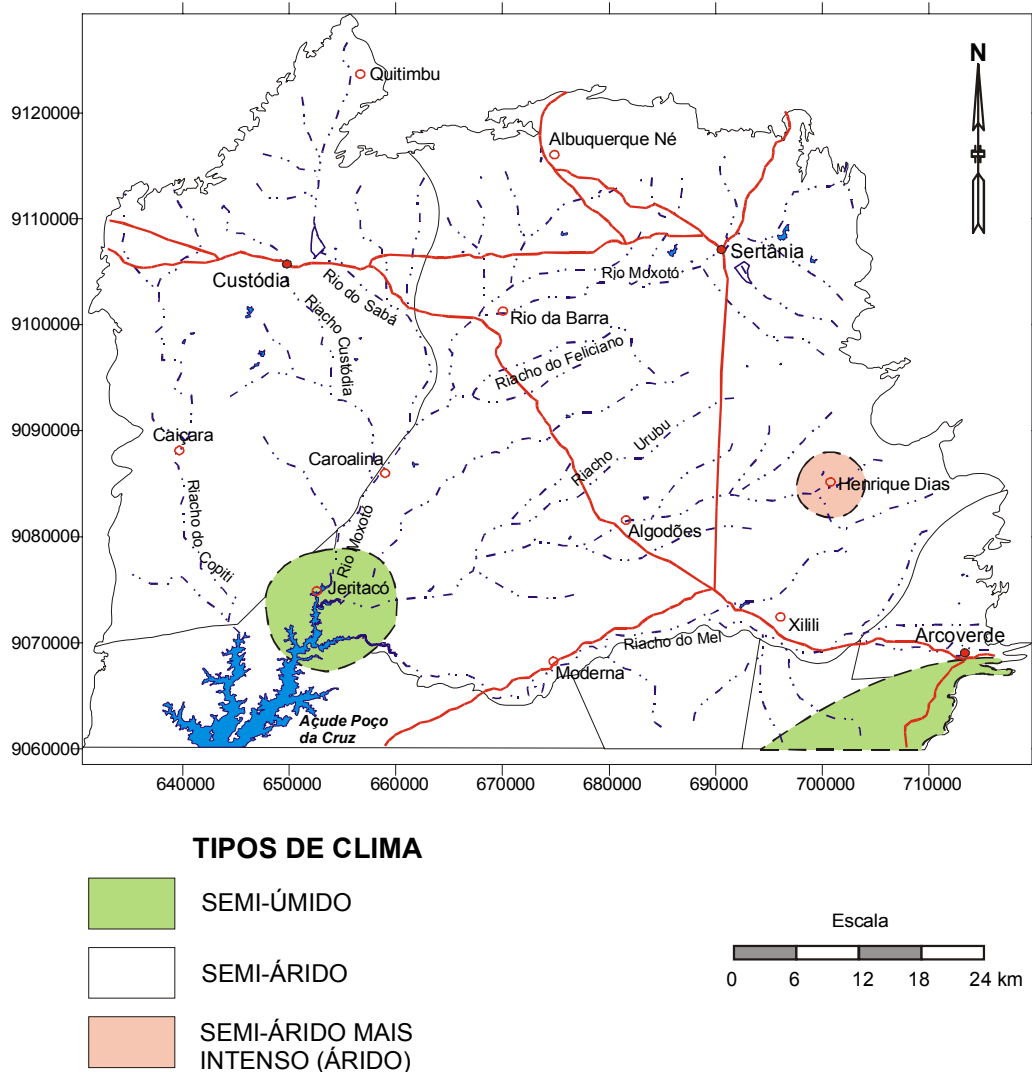 N
Quitimbu
9120000
Albuquerque Né
9110000
Sertânia
Custódia
Rio do Sabá
Rio Moxotó
9100000
Riacho Custódia
Rio da Barra
Riacho do Feliciano
9090000
Caiçara
Caroalina
Riacho Urubu
Henrique Dias
Riacho do Copiti
9080000
Rio Moxotó
Algodões
Jeritacó
Xilili
9070000
Riacho do Mel
Arcoverde
Moderna
Açude Poço
da Cruz
9060000
640000 650000 660000 670000 680000 690000 700000 710000
TIPOS DE CLIMA
SEMI-ÚMIDO
SEMI-ÁRIDO
SEMI-ÁRIDO MAIS
INTENSO (ÁRIDO)
Escala
0 6 12 18 24 km